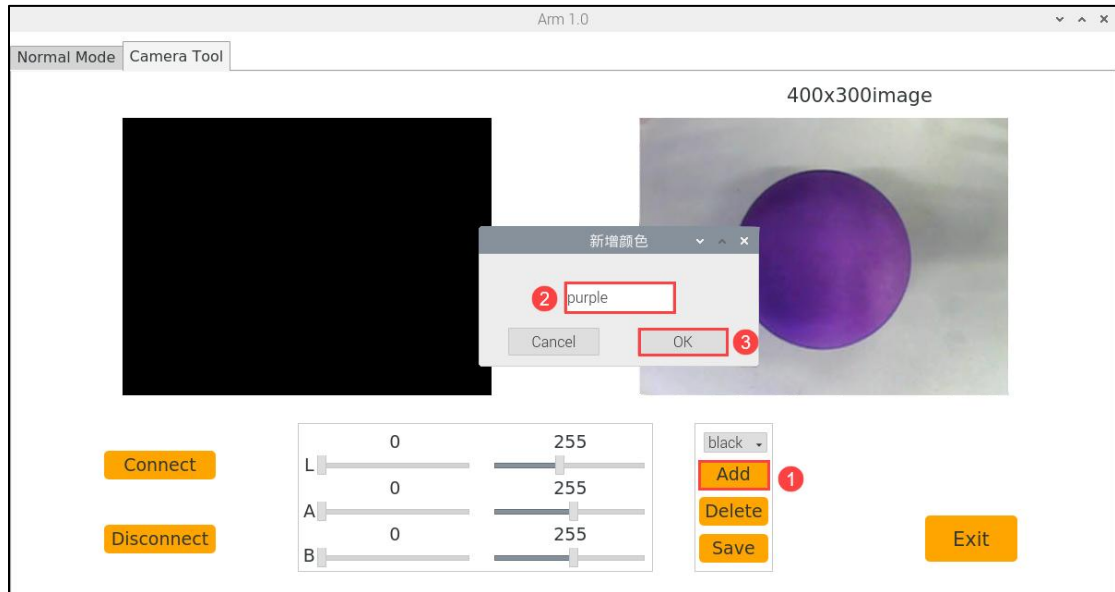 Arm 1.0
Normal Mode Camera Tool
400x300image
新增颜色
2 purple
Cancel OK 3
0 255
L
0 255
A
0 255
B
Connect
Disconnect
black
Add 1
Delete
Save
Exit